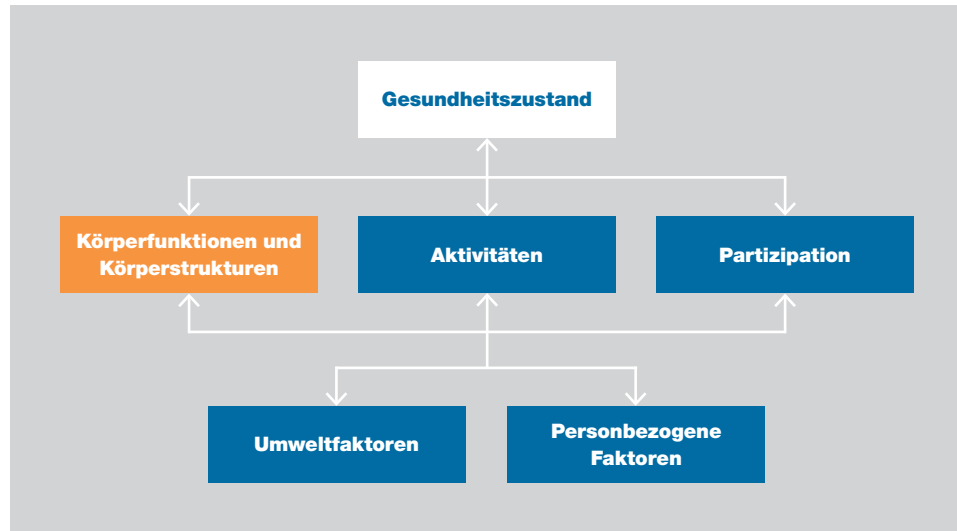 Gesundheitszustand
Körperfunktionen und
Körperstrukturen
Aktivitäten
Partizipation
Umweltfaktoren
Personbezogene
Faktoren